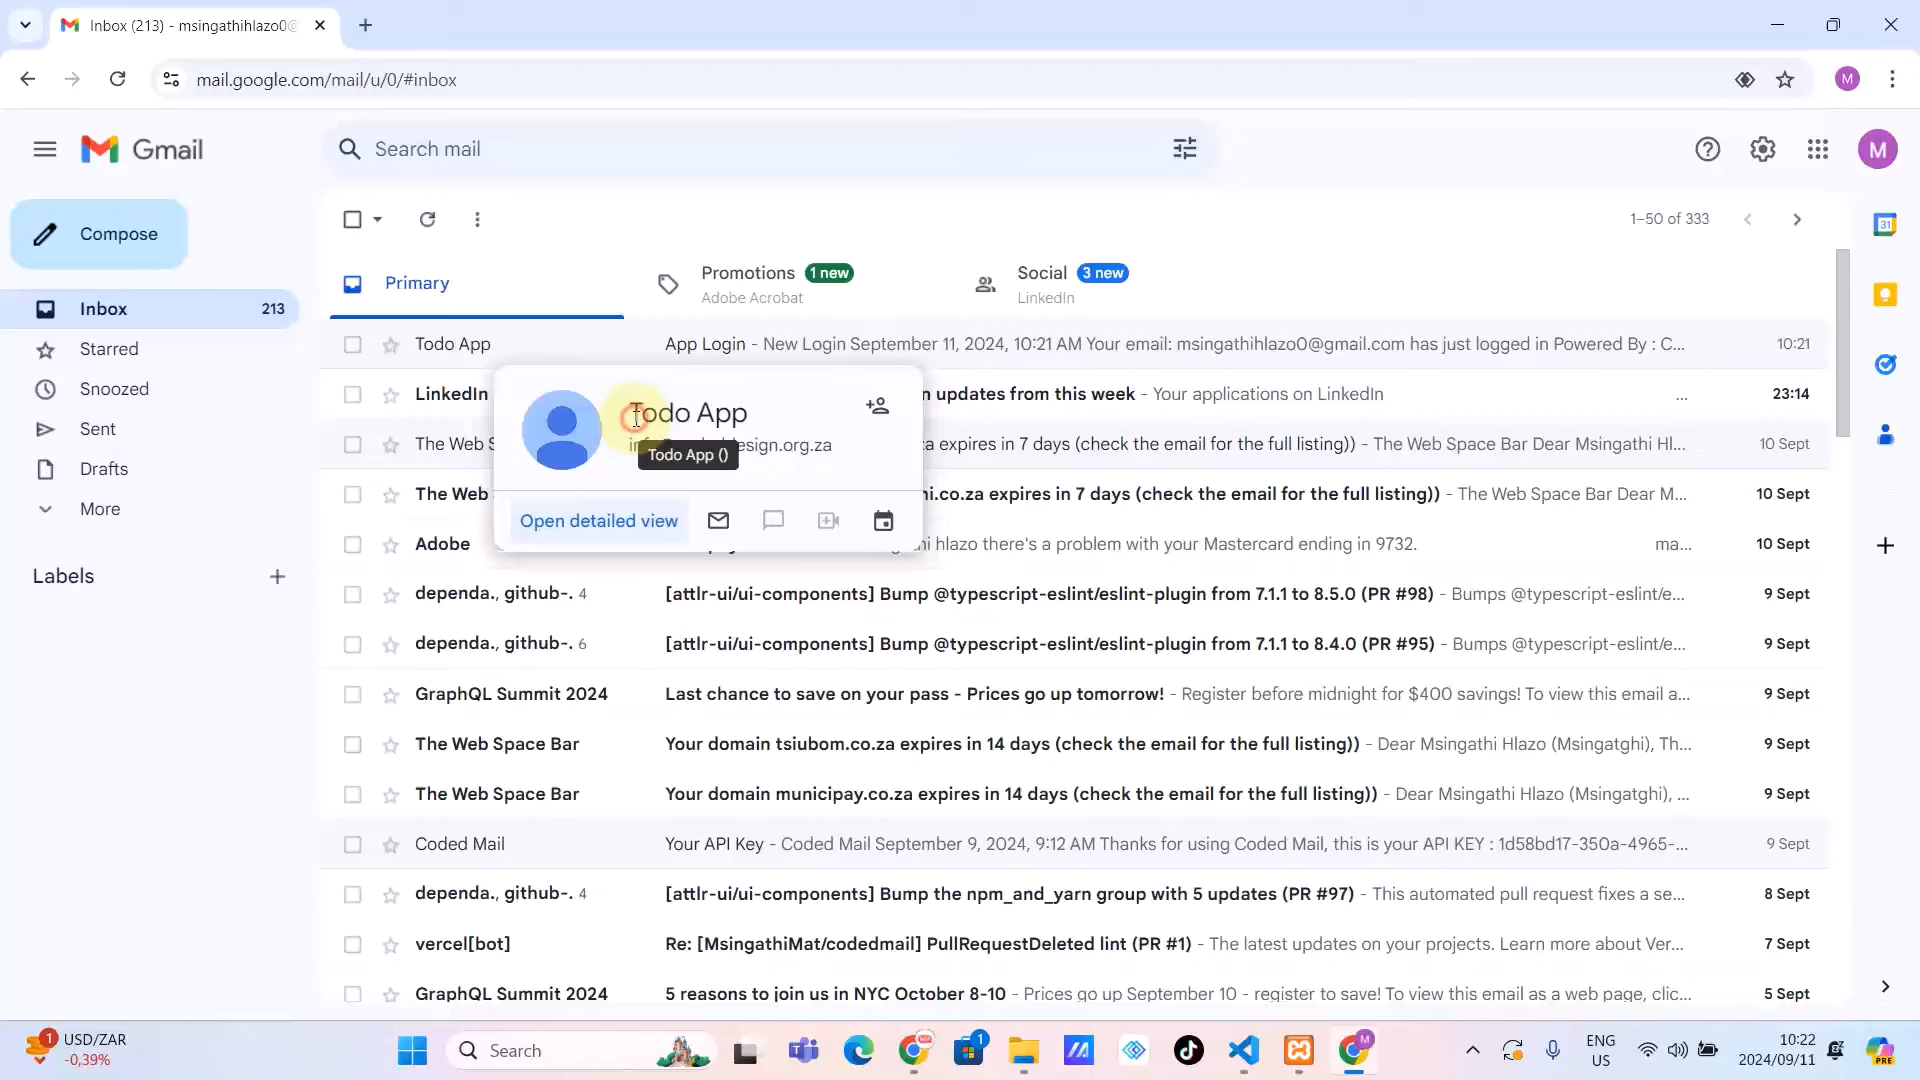 Inbox (213) - msingathihlazo0@
mail.google.com/mail/u/0/#inbox
M
Gmail
Search mail
M
Compose
1–50 of 333
31
Primary
Promotions 1 new
Adobe Acrobat
Social 3 new
LinkedIn
Inbox 213
Starred
Snoozed
Sent
Drafts
More
Labels
Todo App App Login - New Login September 11, 2024, 10:21 AM Your email: msingathihlazo0@gmail.com has just logged in Powered By : C... 10:21
LinkedIn n updates from this week - Your applications on LinkedIn ... 23:14
Todo App
esign.org.za
Todo App ()
Open detailed view
The Web S a expires in 7 days (check the email for the full listing)) - The Web Space Bar Dear Msingathi Hl... 10 Sept
The Web hi.co.za expires in 7 days (check the email for the full listing)) - The Web Space Bar Dear M... 10 Sept
Adobe hi hlazo there's a problem with your Mastercard ending in 9732. ma... 10 Sept
dependa., github-. 4 [attlr-ui/ui-components] Bump @typescript-eslint/eslint-plugin from 7.1.1 to 8.5.0 (PR #98) - Bumps @typescript-eslint/e... 9 Sept
dependa., github-. 6 [attlr-ui/ui-components] Bump @typescript-eslint/eslint-plugin from 7.1.1 to 8.4.0 (PR #95) - Bumps @typescript-eslint/e... 9 Sept
GraphQL Summit 2024 Last chance to save on your pass - Prices go up tomorrow! - Register before midnight for $400 savings! To view this email a... 9 Sept
The Web Space Bar Your domain tsiubom.co.za expires in 14 days (check the email for the full listing)) - Dear Msingathi Hlazo (Msingatghi), Th... 9 Sept
The Web Space Bar Your domain municipay.co.za expires in 14 days (check the email for the full listing)) - Dear Msingathi Hlazo (Msingatghi), ... 9 Sept
Coded Mail Your API Key - Coded Mail September 9, 2024, 9:12 AM Thanks for using Coded Mail, this is your API KEY : 1d58bd17-350a-4965-... 9 Sept
dependa., github-. 4 [attlr-ui/ui-components] Bump the npm_and_yarn group with 5 updates (PR #97) - This automated pull request fixes a se... 8 Sept
vercel[bot] Re: [MsingathiMat/codedmail] PullRequestDeleted lint (PR #1) - The latest updates on your projects. Learn more about Ver... 7 Sept
GraphQL Summit 2024 5 reasons to join us in NYC October 8-10 - Prices go up September 10 - register to save! To view this email as a web page, clic... 5 Sept
1
USD/ZAR
-0,39%
Search
1
M
ENG
US
10:22
2024/09/11
PRE